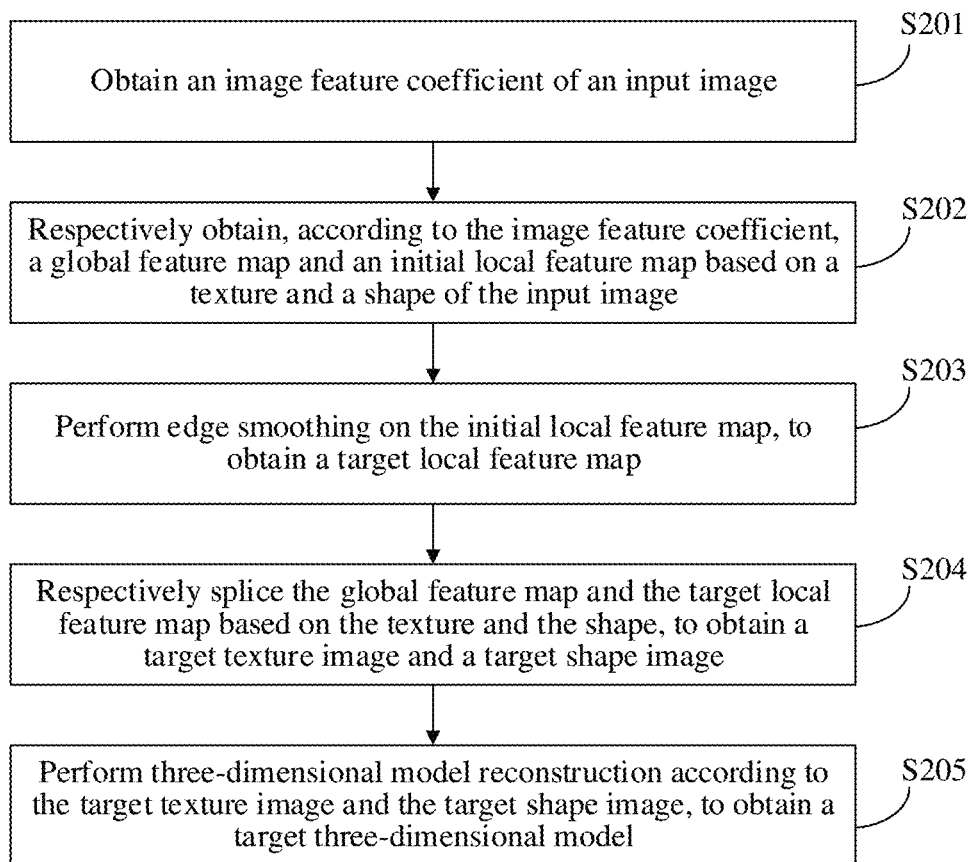 S201
Obtain an image feature coefficient of an input image
S202
Respectively obtain, according to the image feature coefficient,
a global feature map and an initial local feature map based on a
texture and a shape of the input image
S203
Perform edge smoothing on the initial local feature map, to
obtain a target local feature map
S204
Respectively splice the global feature map and the target local
feature map based on the texture and the shape, to obtain a
target texture image and a target shape image
S205
Perform three-dimensional model reconstruction according to
the target texture image and the target shape image, to obtain a
target three-dimensional model